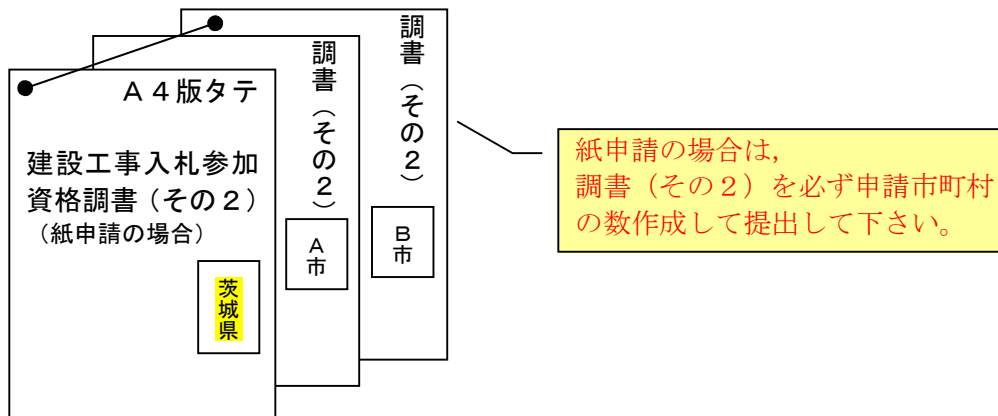 Ａ４版タテ
建設工事入札参加
資格調書（その２）
（紙申請の場合）
茨城県
調書（その２）
Ａ市
調書（その２）
Ｂ市
紙申請の場合は,
調書（その２）を必ず申請市町村
の数作成して提出して下さい。